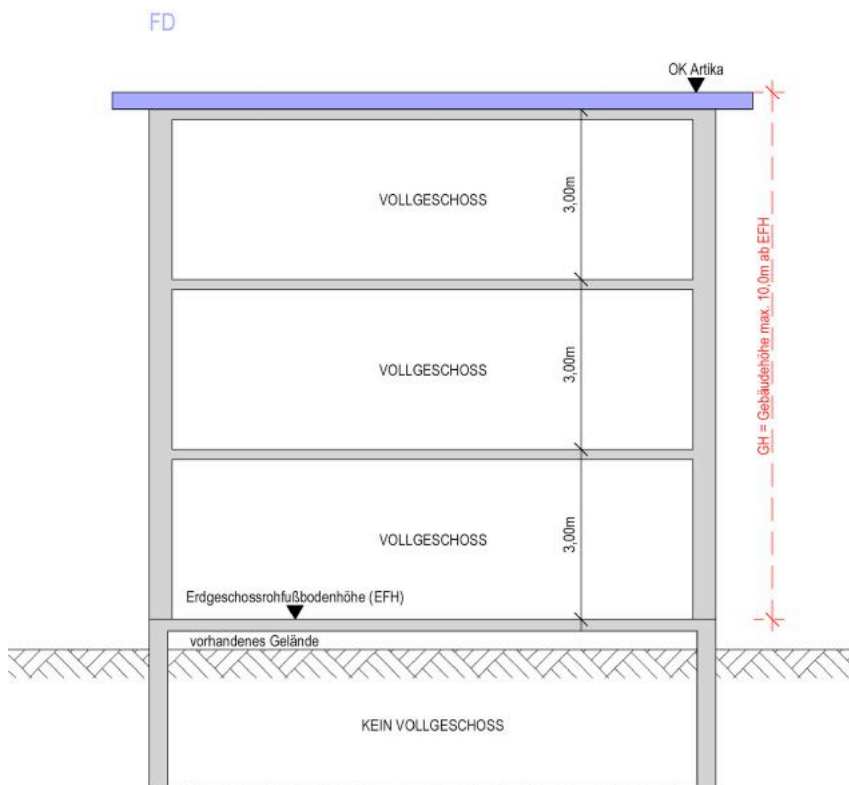 FD
OK Artika
VOLLGESCHOSS
3,00m
VOLLGESCHOSS
3,00m
GH = Gebäudehöhe max. 10,0m ab EFH
VOLLGESCHOSS
3,00m
Erdgeschossrohfußbodenhöhe (EFH)
vorhandenes Gelände
KEIN VOLLGESCHOSS